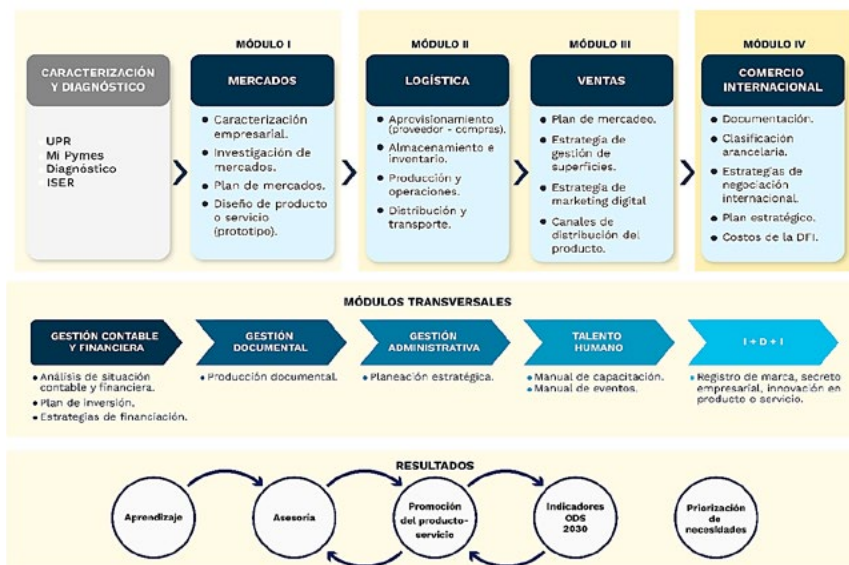 MÓDULO I
MÓDULO II
MÓDULO III
MÓDULO IV
CARACTERIZACIÓN
Y DIAGNÓSTICO
UPR
Mi Pymes
Diagnóstico
ISER
MERCADOS
• Caracterización
empresarial.
• Investigación de
mercados.
• Plan de mercados.
• Diseño de producto
o servicio
(prototipo).
LOGÍSTICA
• Aprovisionamiento
(proveedor - compras).
• Almacenamiento e
inventario.
• Producción y
operaciones.
• Distribución y
transporte.
VENTAS
• Plan de mercadeo.
• Estrategia de
gestión de
superficies.
• Estrategia de
marketing digital
• Canales de
distribución del
producto.
COMERCIO
INTERNACIONAL
• Documentación.
• Clasificación
arancelaria.
• Estrategias de
negociación
internacional.
• Plan estratégico.
• Costos de la DFI.
MÓDULOS TRANSVERSALES
GESTIÓN CONTABLE
Y FINANCIERA
• Análisis de situación
contable y financiera.
• Plan de inversión.
• Estrategias de financiación.
GESTIÓN
DOCUMENTAL
• Producción documental.
GESTIÓN
ADMINISTRATIVA
• Planeación estratégica.
TALENTO
HUMANO
• Manual de capacitación.
• Manual de eventos.
I + D + I
• Registro de marca, secreto
empresarial, innovación en
producto o servicio.
RESULTADOS
Aprendizaje
Asesoría
Promoción
del producto-
servicio
Indicadores
ODS
2030
Priorización
de
necesidades